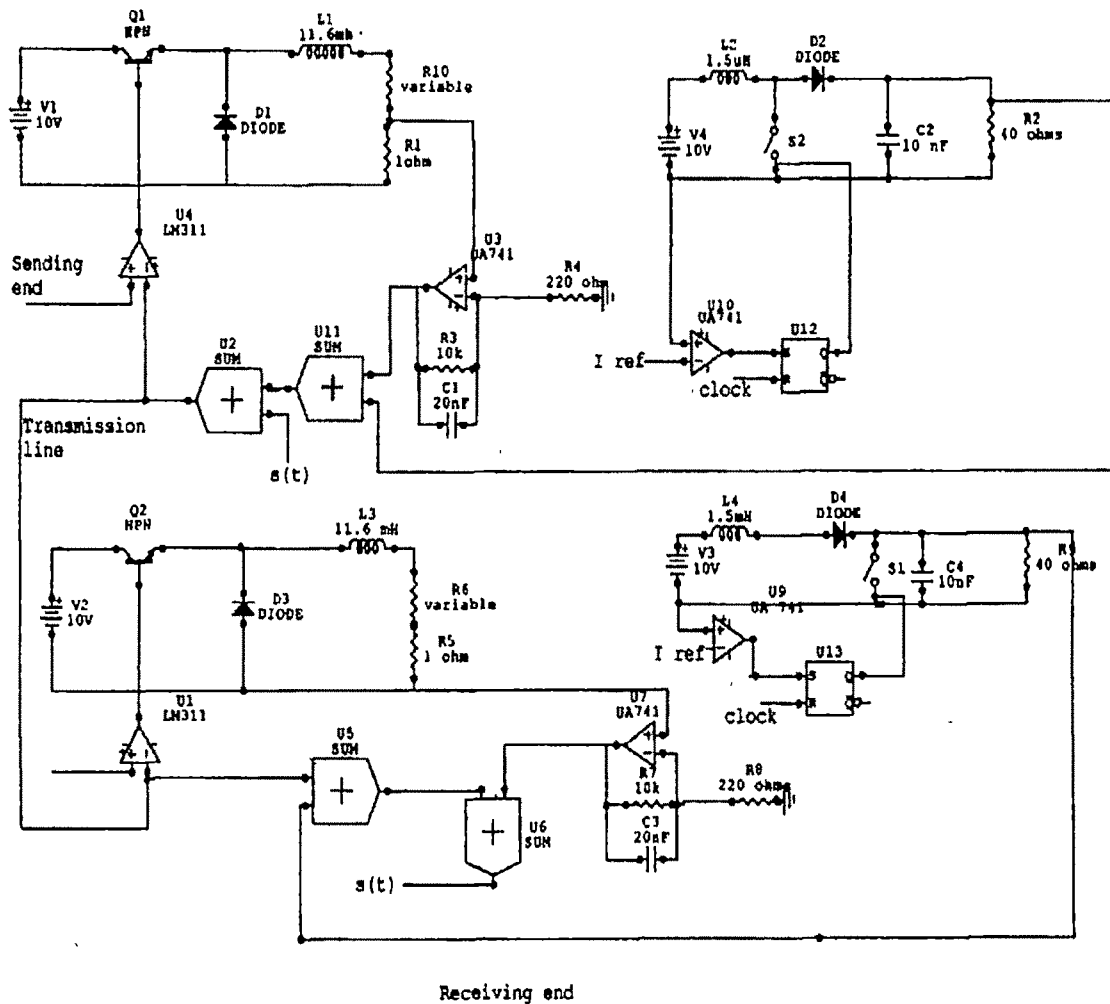 Q1
NPN
V1
10V
D1
DIODE
L1
11.6mh
R10
variable
R1
1ohm
U4
LM311
Sending
end
U3
UA741
R4
220 ohm
R3
10k
C1
20nF
U11
SUM
U2
SUM
s(t)
Transmission
line
L2
1.5uH
D2
DIODE
V4
10V
S2
C2
10 nF
R2
40 ohms
U10
UA741
I ref
U12
clock
Q2
NPN
V2
10V
D3
DIODE
L3
11.6 mH
R6
variable
R5
1 ohm
U1
LM311
U5
SUM
U6
SUM
s(t)
U7
UA741
R7
10k
C3
20nF
R8
220 ohms
L4
1.5mH
D4
DIODE
V3
10V
S1
C4
10nF
40 ohms
U9
UA 741
I ref
U13
S
R
clock
Receiving end